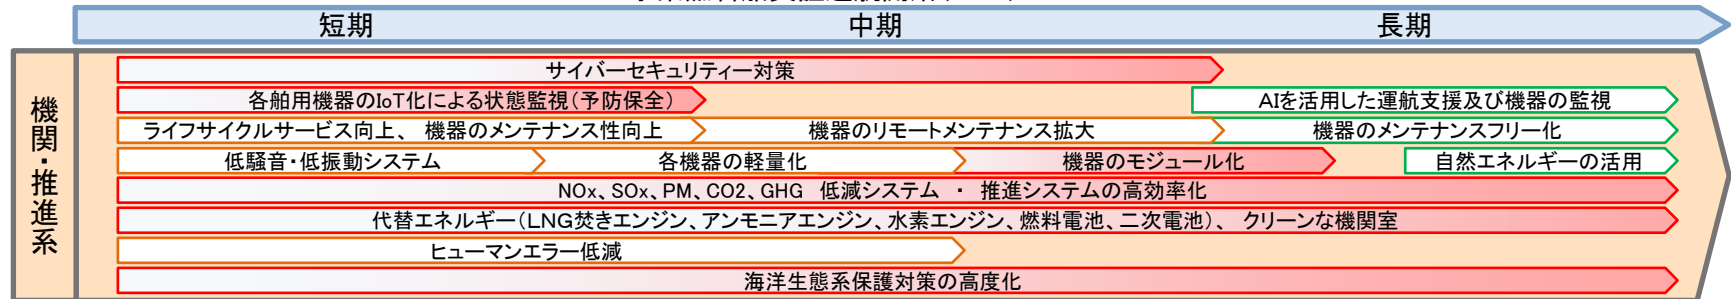 短期
中期
長期
機関・推進系
サイバーセキュリティー対策
各舶用機器のIoT化による状態監視(予防保全)
AIを活用した運航支援及び機器の監視
ライフサイクルサービス向上、 機器のメンテナンス性向上
機器のリモートメンテナンス拡大
機器のメンテナンスフリー化
低騒音・低振動システム
各機器の軽量化
機器のモジュール化
自然エネルギーの活用
NOx、SOx、PM、CO2、GHG 低減システム ・ 推進システムの高効率化
代替エネルギー(LNG焚きエンジン、アンモニアエンジン、水素エンジン、燃料電池、二次電池)、 クリーンな機関室
ヒューマンエラー低減
海洋生態系保護対策の高度化